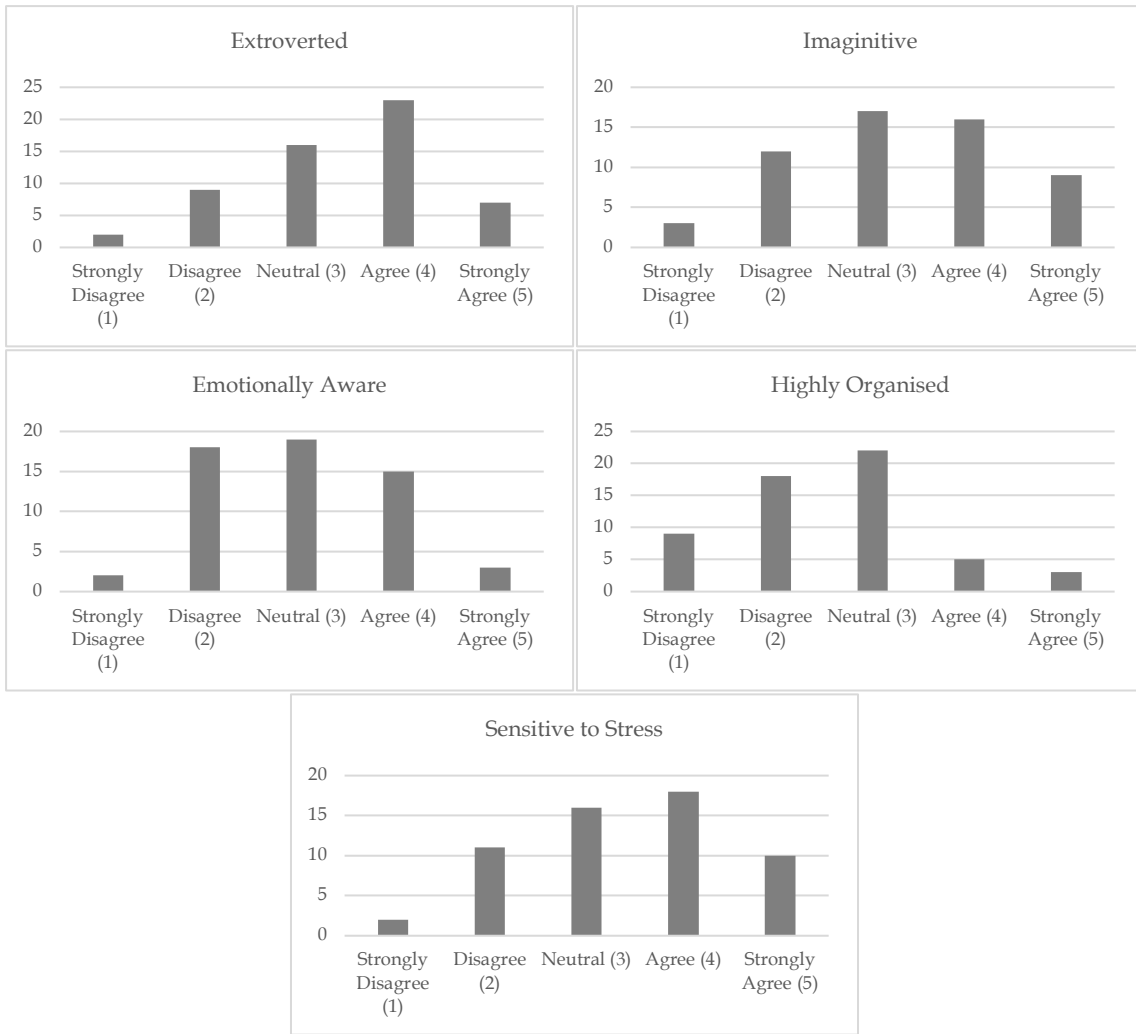 Extroverted
25
20
15
10
5
0
Strongly
Disagree
(1)
Disagree
(2)
Neutral (3)
Agree (4)
Strongly
Agree (5)
Imaginitive
20
15
10
5
0
Strongly
Disagree
(1)
Disagree
(2)
Neutral (3)
Agree (4)
Strongly
Agree (5)
Emotionally Aware
20
15
10
5
0
Strongly
Disagree
(1)
Disagree
(2)
Neutral (3)
Agree (4)
Strongly
Agree (5)
Highly Organised
25
20
15
10
5
0
Strongly
Disagree
(1)
Disagree
(2)
Neutral (3)
Agree (4)
Strongly
Agree (5)
Sensitive to Stress
20
15
10
5
0
Strongly
Disagree
(1)
Disagree
(2)
Neutral (3)
Agree (4)
Strongly
Agree (5)